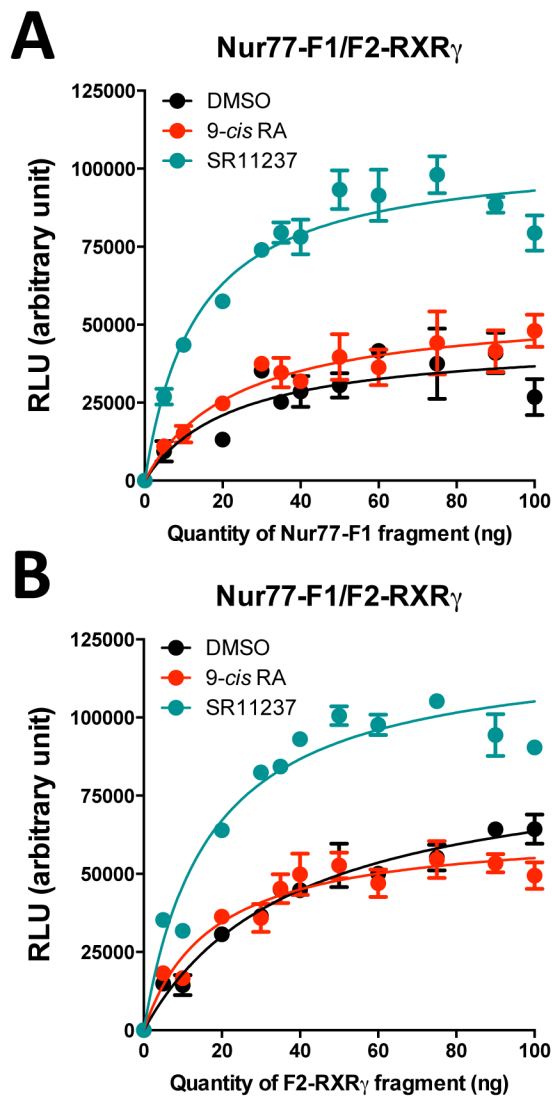 A
Nur77-F1/F2-RXRγ
DMSO
9-cis RA
SR11237
125000
100000
75000
50000
25000
0
RLU (arbitrary unit)
0 20 40 60 80 100
Quantity of Nur77-F1 fragment (ng)
B
Nur77-F1/F2-RXRγ
DMSO
9-cis RA
SR11237
125000
100000
75000
50000
25000
0
RLU (arbitrary unit)
0 20 40 60 80 100
Quantity of F2-RXRγ fragment (ng)